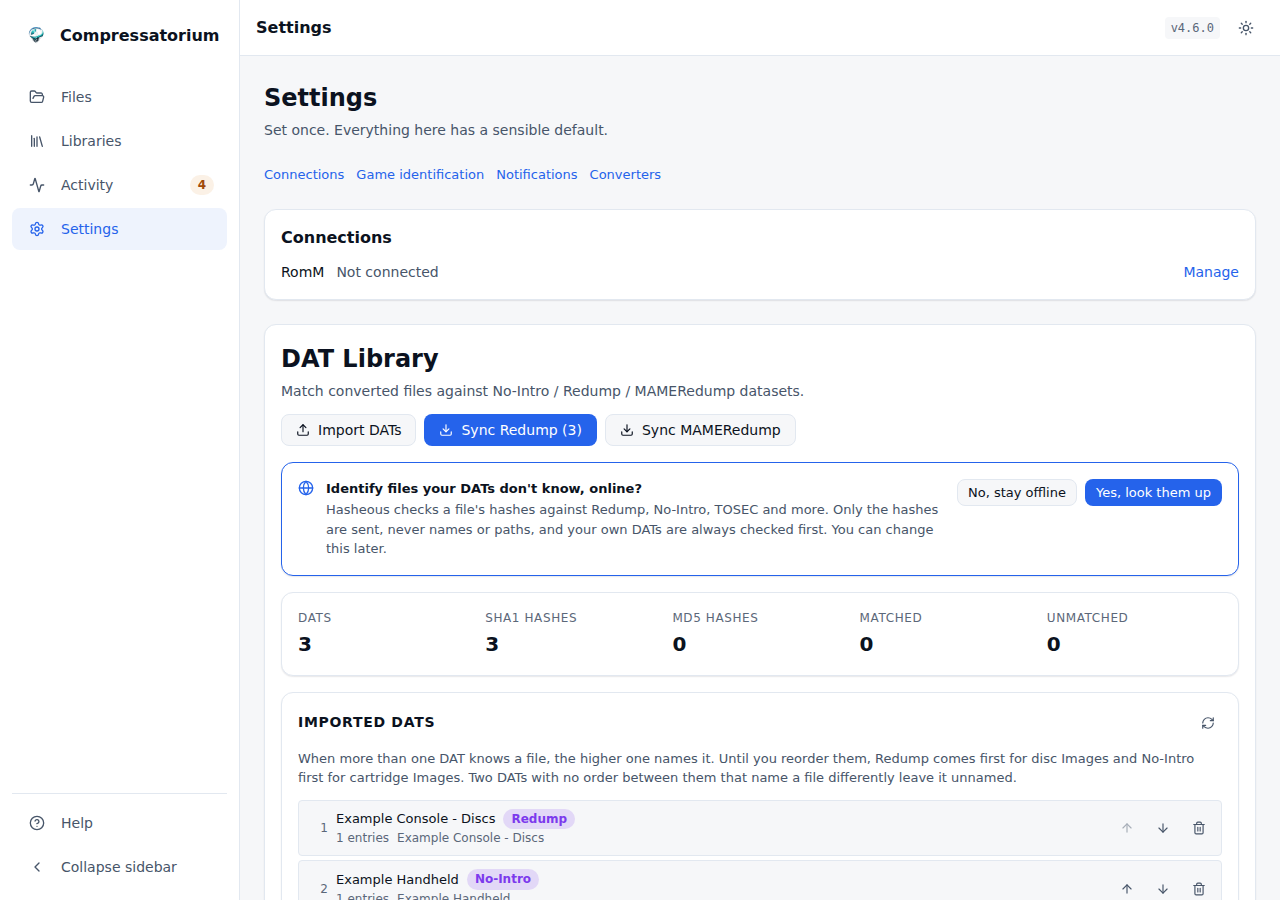 Compressatorium
Settings
v4.6.0
Files
Libraries
Activity
4
Settings
Help
Collapse sidebar
Settings
Set once. Everything here has a sensible default.
Connections Game identification Notifications Converters
Connections
RomM Not connected
Manage
DAT Library
Match converted files against No-Intro / Redump / MAMERedump datasets.
Import DATs
Sync Redump (3)
Sync MAMERedump
Identify files your DATs don't know, online?
Hasheous checks a file's hashes against Redump, No-Intro, TOSEC and more. Only the hashes
are sent, never names or paths, and your own DATs are always checked first. You can change
this later.
No, stay offline
Yes, look them up
DATS
3
SHA1 HASHES
3
MD5 HASHES
0
MATCHED
0
UNMATCHED
0
IMPORTED DATS
When more than one DAT knows a file, the higher one names it. Until you reorder them, Redump comes first for disc Images and No-Intro
first for cartridge Images. Two DATs with no order between them that name a file differently leave it unnamed.
1
Example Console - Discs Redump
1 entries Example Console - Discs
2
Example Handheld No-Intro
1 entries Example Handheld